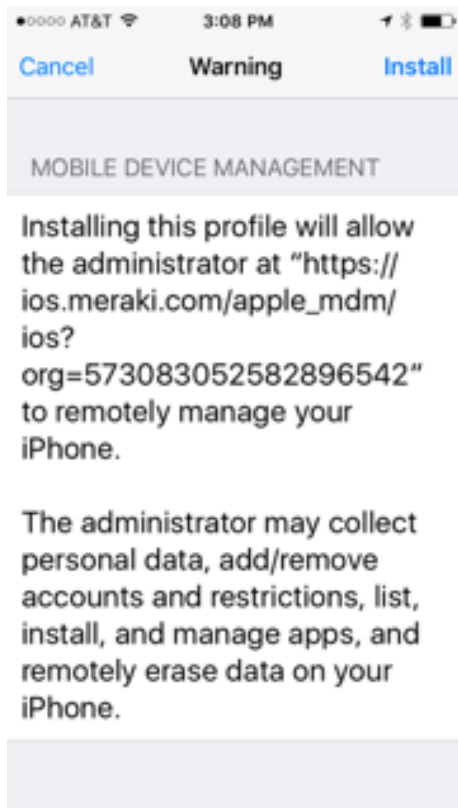 AT&T 3:08 PM
Cancel Warning Install
MOBILE DEVICE MANAGEMENT
Installing this profile will allow
the administrator at "https://
ios.meraki.com/apple_mdm/
ios?
org=573083052582896542"
to remotely manage your
iPhone.
The administrator may collect
personal data, add/remove
accounts and restrictions, list,
install, and manage apps, and
remotely erase data on your
iPhone.